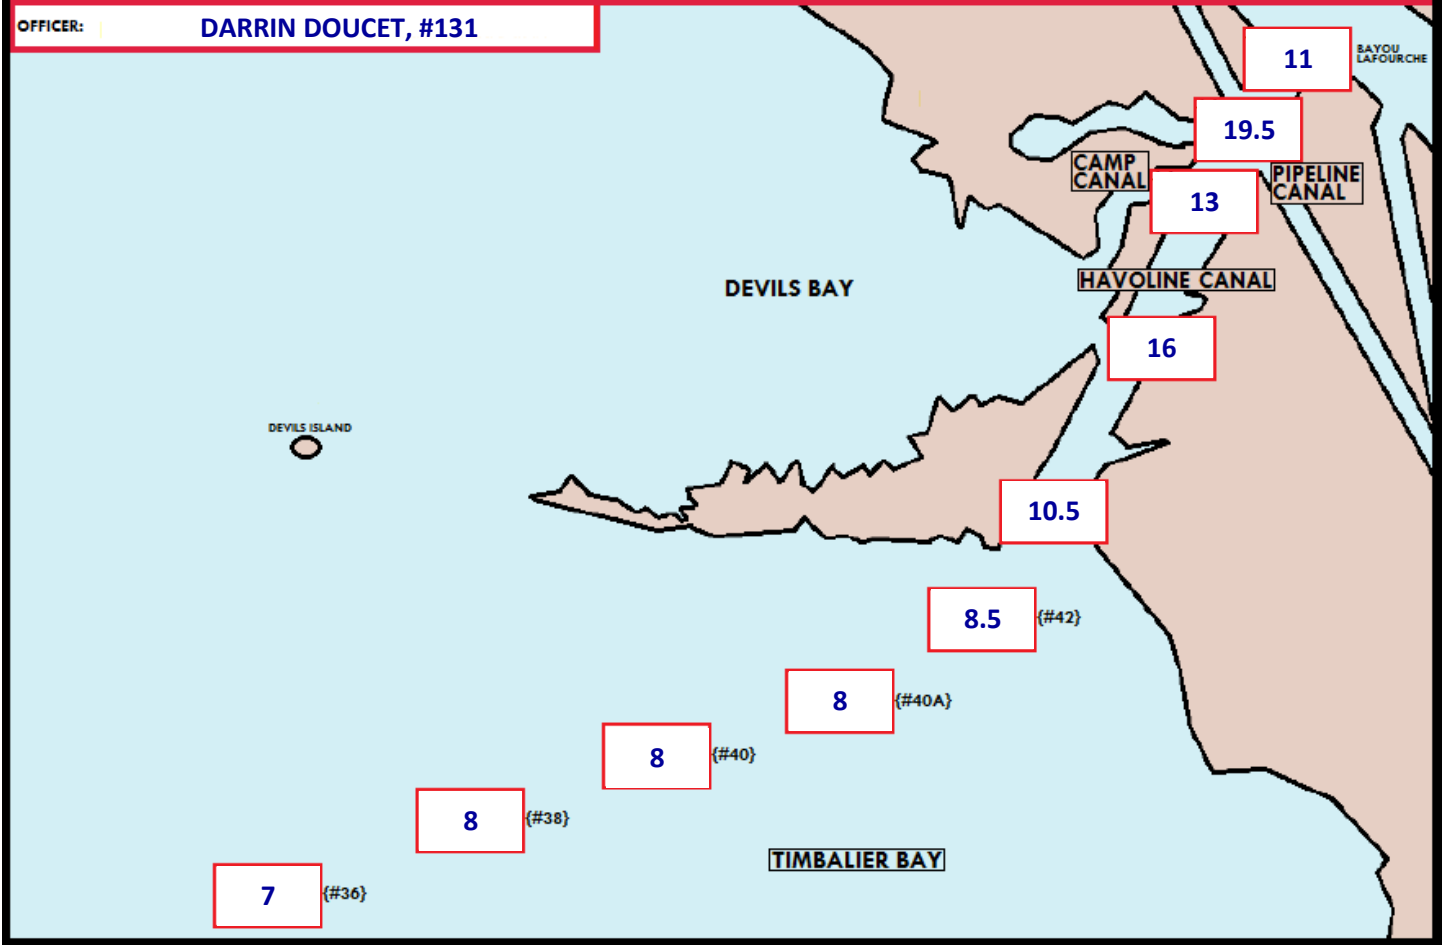 OFFICER: DARRIN DOUCET, #131
11
BAYOU
LAFOURCHE
19.5
CAMP
CANAL
PIPELINE
CANAL
13
HAVOLINE CANAL
DEVILS BAY
16
DEVILS ISLAND
10.5
8.5 {#42}
8 {#40A}
8 {#40}
8 {#38}
TIMBALIER BAY
7 {#36}